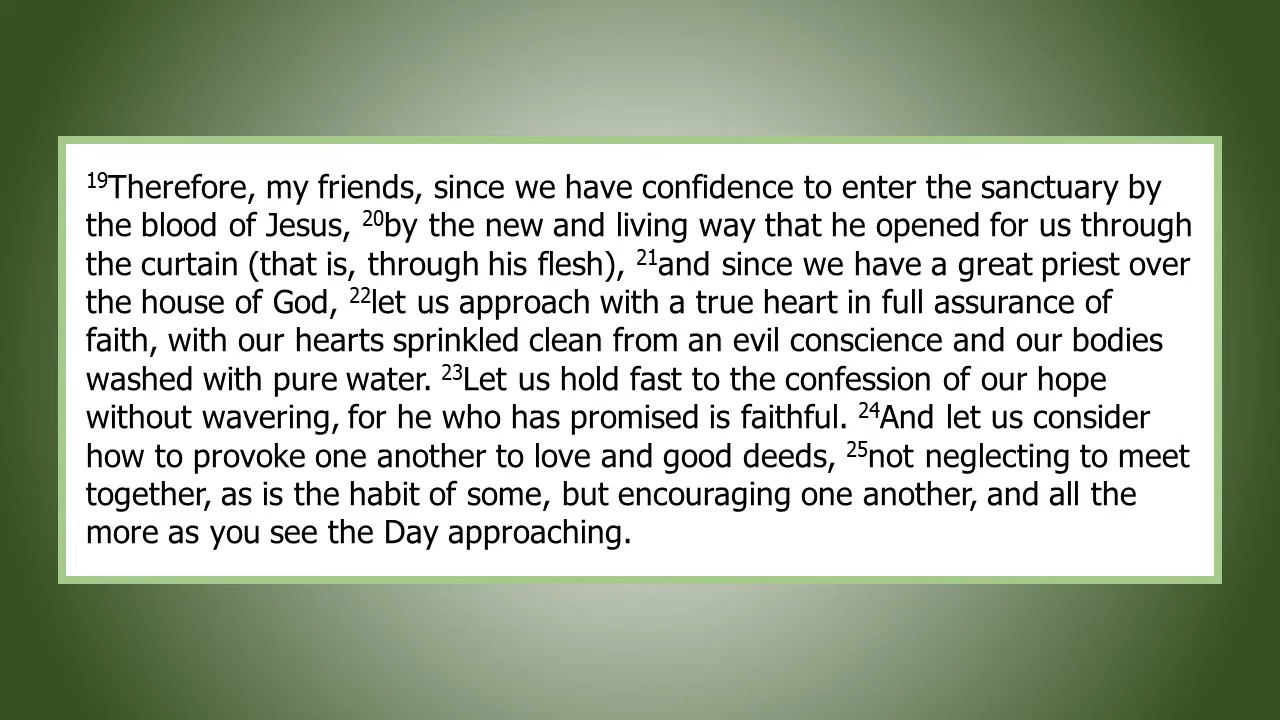 ¹⁹Therefore, my friends, since we have confidence to enter the sanctuary by
the blood of Jesus, ²⁰by the new and living way that he opened for us through
the curtain (that is, through his flesh), ²¹and since we have a great priest over
the house of God, ²²let us approach with a true heart in full assurance of
faith, with our hearts sprinkled clean from an evil conscience and our bodies
washed with pure water. ²³Let us hold fast to the confession of our hope
without wavering, for he who has promised is faithful. ²⁴And let us consider
how to provoke one another to love and good deeds, ²⁵not neglecting to meet
together, as is the habit of some, but encouraging one another, and all the
more as you see the Day approaching.